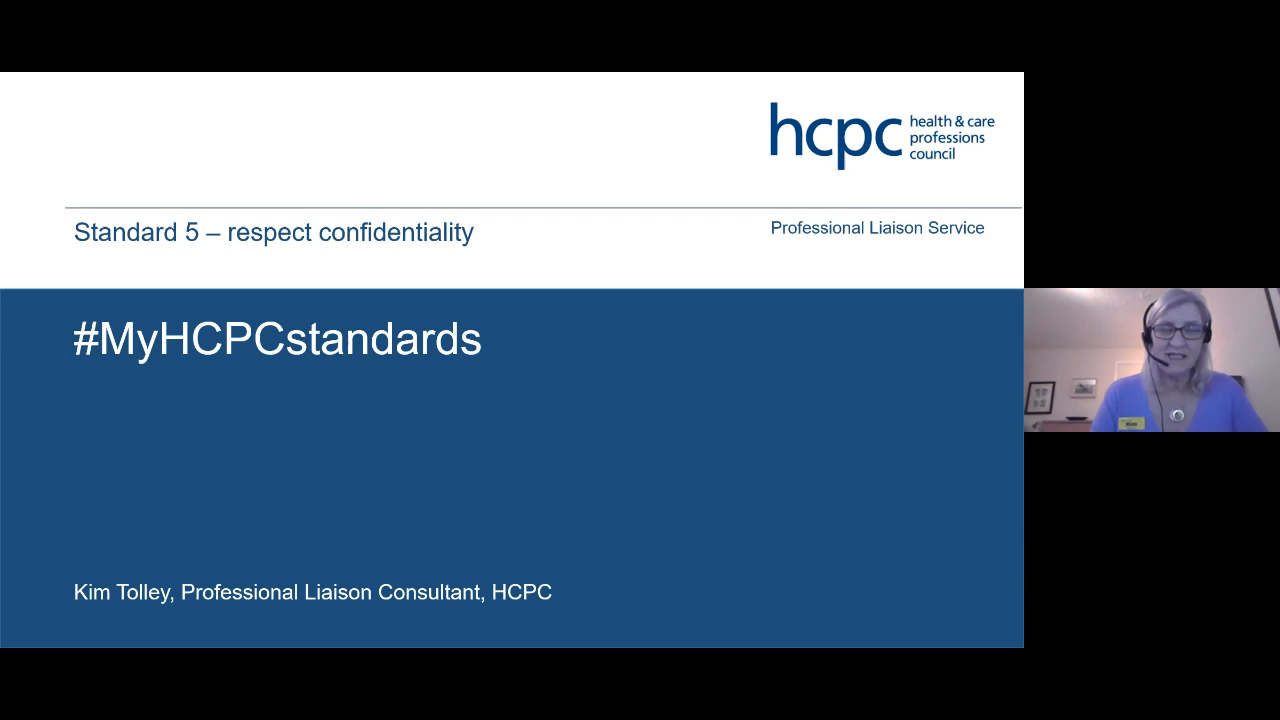 hcpc
health & care
professions
council
Standard 5 – respect confidentiality
Professional Liaison Service
#MyHCPCstandards
Kim Tolley, Professional Liaison Consultant, HCPC